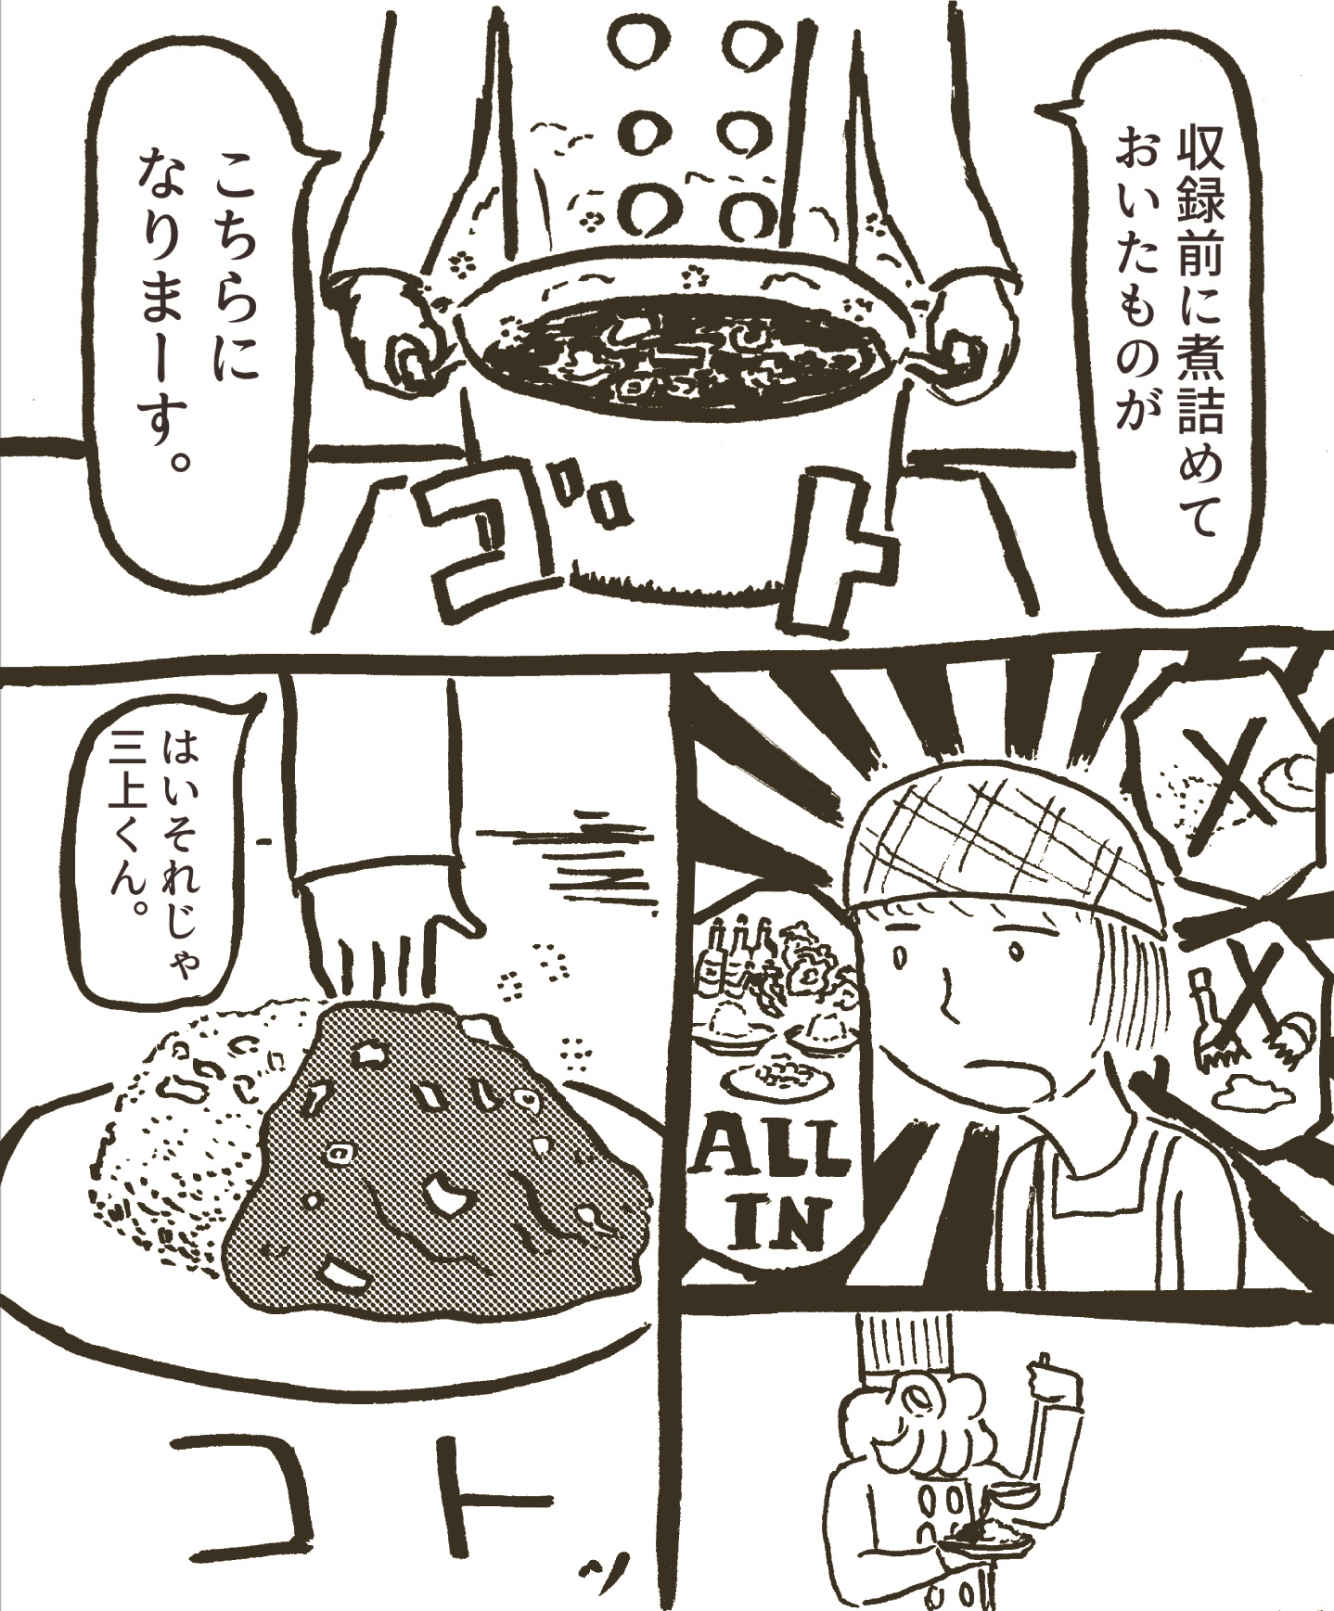 収録前に煮詰めて
おいたものが
こちらに
なりまーす。
ゴトッ
ALL
IN
はいそれじゃ
三上くん。
コトッ